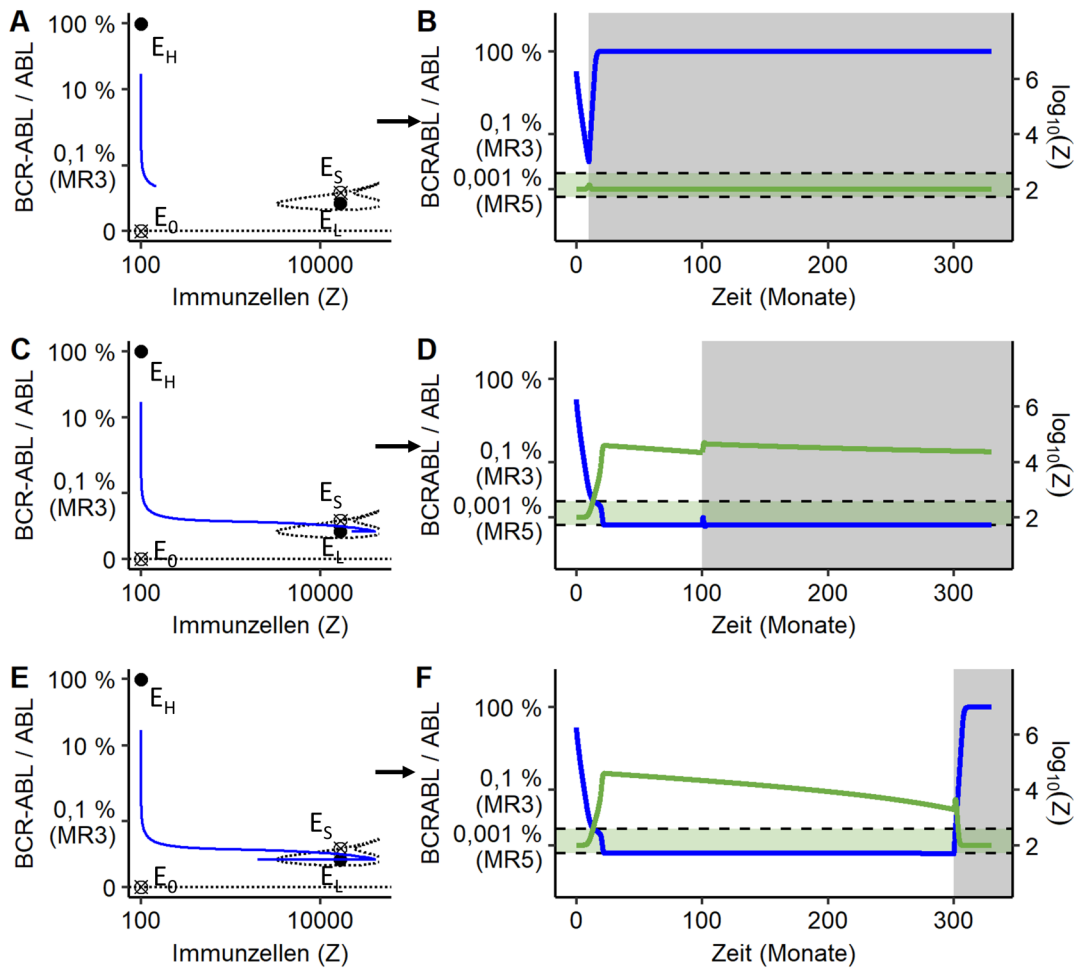 A
BCR-ABL / ABL
100 %
10 %
0,1 %
(MR3)
0
E_H
E_S
E_L
E_0
100
10000
Immunzellen (Z)
B
BCRABL / ABL
100 %
0,1 %
(MR3)
0,001 %
(MR5)
6
4
2
log₁₀(Z)
0
100
200
300
Zeit (Monate)
C
BCR-ABL / ABL
100 %
10 %
0,1 %
(MR3)
0
E_H
E_S
E_L
E_0
100
10000
Immunzellen (Z)
D
BCRABL / ABL
100 %
0,1 %
(MR3)
0,001 %
(MR5)
6
4
2
log₁₀(Z)
0
100
200
300
Zeit (Monate)
E
BCR-ABL / ABL
100 %
10 %
0,1 %
(MR3)
0
E_H
E_S
E_L
E_0
100
10000
Immunzellen (Z)
F
BCRABL / ABL
100 %
0,1 %
(MR3)
0,001 %
(MR5)
6
4
2
log₁₀(Z)
0
100
200
300
Zeit (Monate)